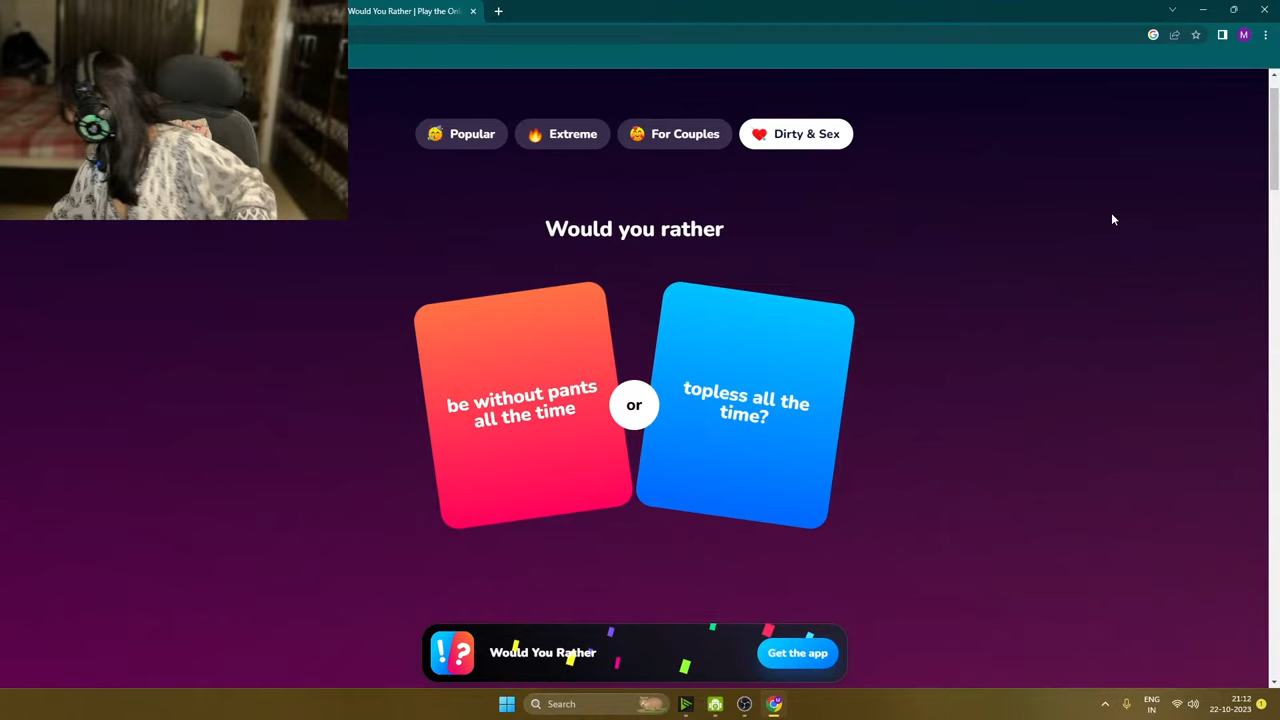 Would You Rather | Play the Onl
M
Popular
Extreme
For Couples
Dirty & Sex
Would you rather
be without pants
all the time
or
topless all the
time?
!
?
Would You Rather
Get the app
Search
ENG
IN
21:12
22-10-2023
1